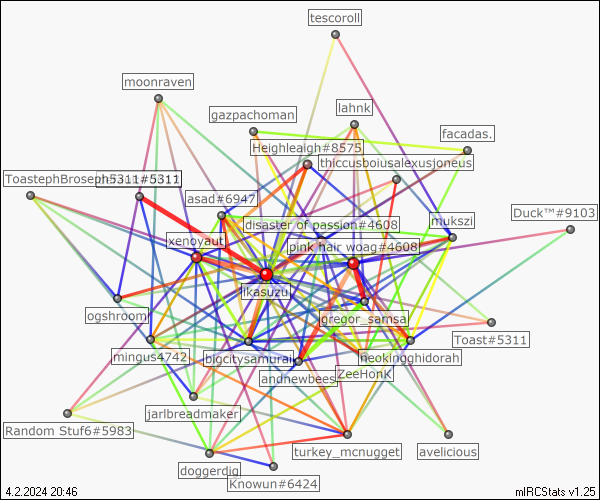 tescoroll
moonraven
gazpachoman
lahnk
facadas.
Heighleaigh#8575
thiccusboiusalexusjoneus
ToastephBroseph5311#5311
asad#6947
Duck™#9103
disaster of passion#4608
mukszi
xenoyaut
pink hair woag#4608
likasuzui
ogshroom
gregor_samsa
Toast#5311
mingus4742
bigcitysamurai
neokingghidorah
andnewbees
ZeeHonk
jarlbreadmaker
Random Stuf6#5983
turkey_mcnugget
avelicious
doggerdig
Knowun#6424
4.2.2024 20:46
mIRCStats v1.25